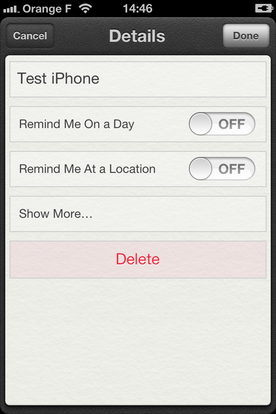 Orange F 14:46
Cancel Details Done
Test iPhone
Remind Me On a Day OFF
Remind Me At a Location OFF
Show More...
Delete